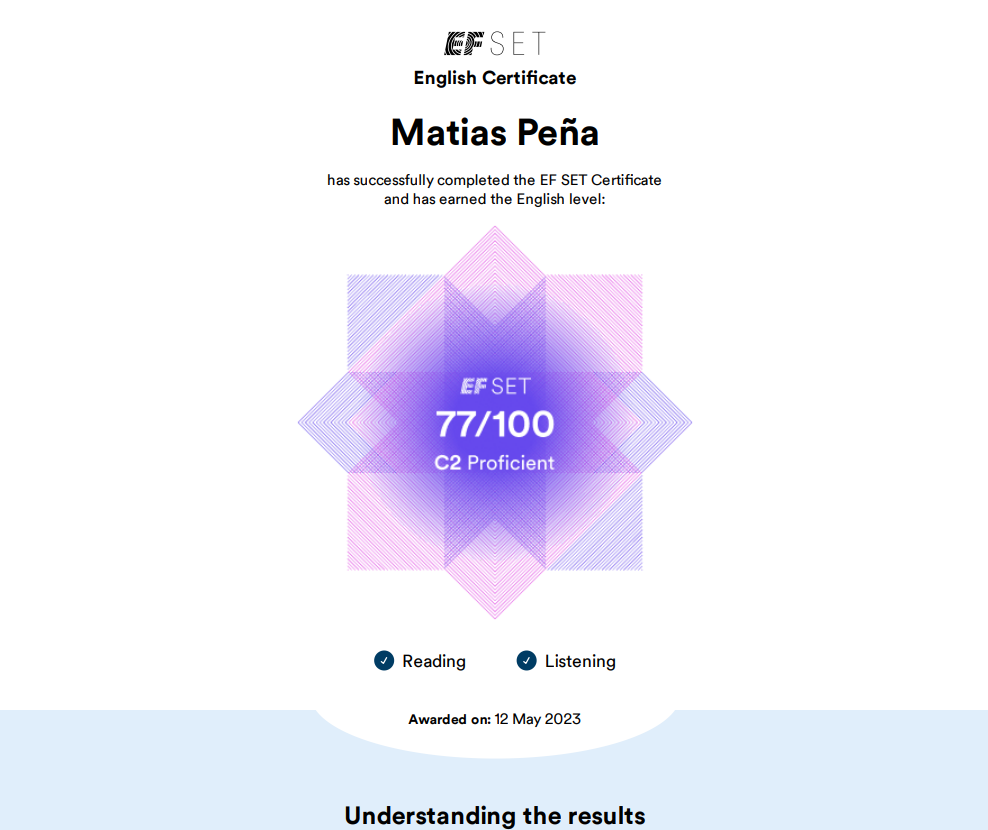 EF SET
English Certificate
Matias Peña
has successfully completed the EF SET Certificate
and has earned the English level:
EF SET
77/100
C2 Proficient
Reading Listening
Awarded on: 12 May 2023
Understanding the results